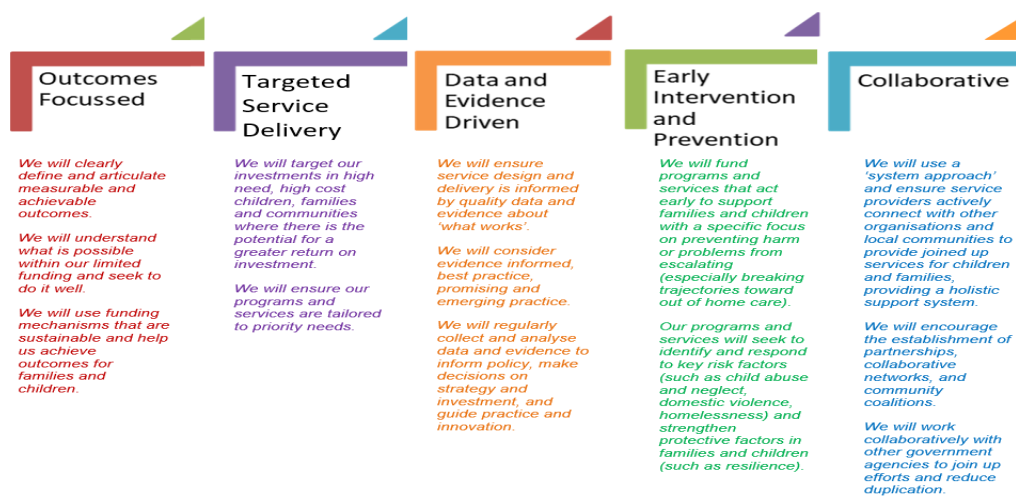 Outcomes
Focussed
We will clearly
define and articulate
measurable and
achievable
outcomes.
We will understand
what is possible
within our limited
funding and seek to
do it well.
We will use funding
mechanisms that are
sustainable and help
us achieve
outcomes for
families and
children.
Targeted
Service
Delivery
We will target our
investments in high
need, high cost
children, families
and communities
where there is the
potential for a
greater return on
investment.
We will ensure our
programs and
services are tailored
to priority needs.
Data and
Evidence
Driven
We will ensure
service design and
delivery is informed
by quality data and
evidence about
‘what works’.
We will consider
evidence informed,
best practice,
promising and
emerging practice.
We will regularly
collect and analyse
data and evidence to
inform policy, make
decisions on
strategy and
investment, and
guide practice and
innovation.
Early
Intervention
and
Prevention
We will fund
programs and
services that act
early to support
families and children
with a specific focus
on preventing harm
or problems from
escalating
(especially breaking
trajectories toward
out of home care).
Our programs and
services will seek to
identify and respond
to key risk factors
(such as child abuse
and neglect,
domestic violence,
homelessness) and
strengthen
protective factors in
families and children
(such as resilience).
Collaborative
We will use a
‘system approach’
and ensure service
providers actively
connect with other
organisations and
local communities to
provide joined up
services for children
and families,
providing a holistic
support system.
We will encourage
the establishment of
partnerships,
collaborative
networks, and
community
coalitions.
We will work
collaboratively with
other government
agencies to join up
efforts and reduce
duplication.